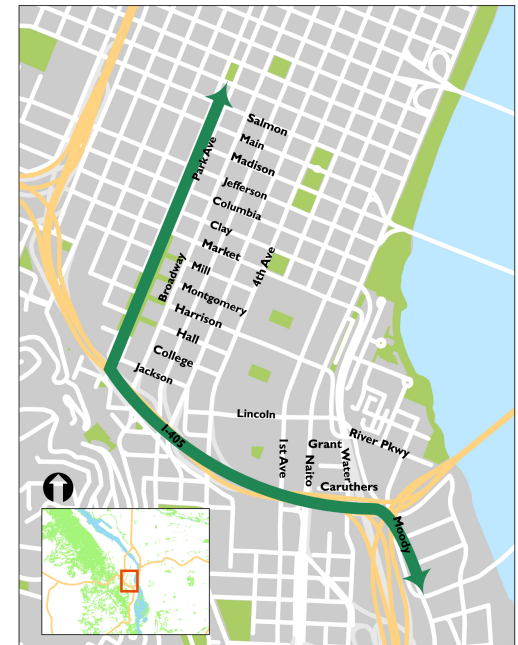 Salmon
Main
Park Ave
Madison
Jefferson
Columbia
Clay
Market
4th Ave
Broadway
Mill
Montgomery
Harrison
Hall
College
Jackson
Lincoln
I-405
River Pkwy
Grant
1st Ave
Naito
Water
Caruthers
Moody